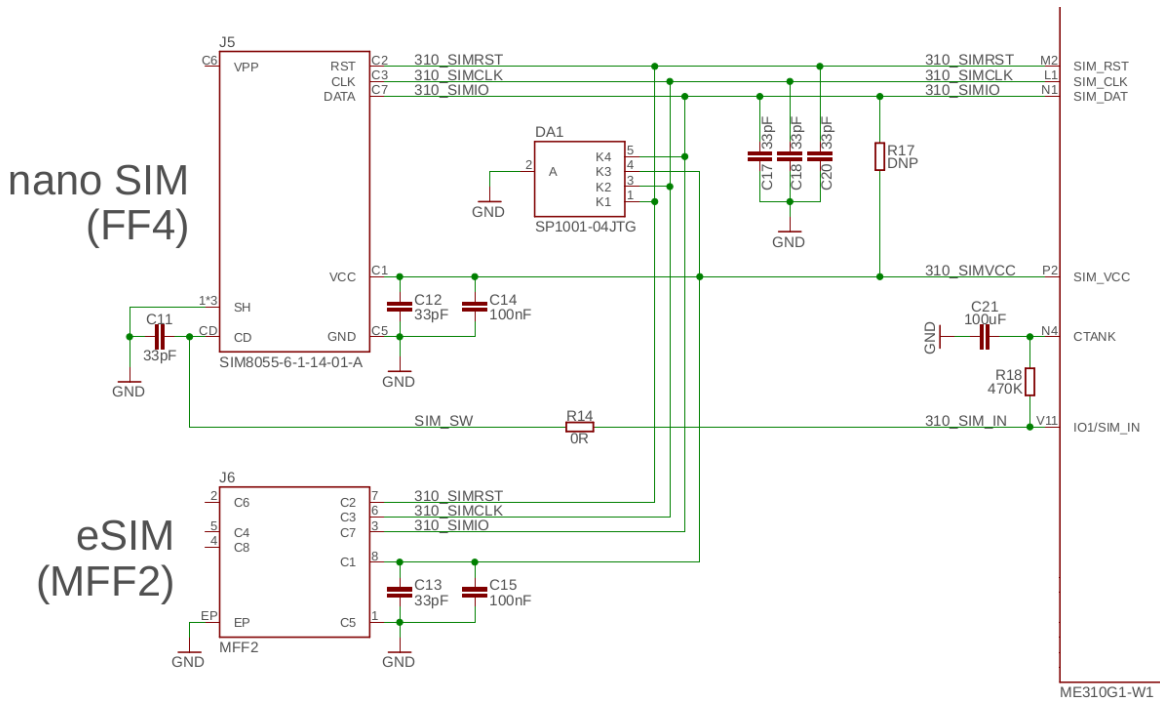 J5
C6 VPP RST C2 310_SIMRST 310_SIMRST M2 SIM_RST
CLK C3 310_SIMCLK 310_SIMCLK L1 SIM_CLK
DATA C7 310_SIMIO 310_SIMIO N1 SIM_DAT
nano SIM
(FF4)
DA1
2 A K4 5
K3 4
K2 3
K1 1
SP1001-04JTG
GND
C17 33pF
C18 33pF
C20 33pF
GND
R17
DNP
VCC C1 310_SIMVCC P2 SIM_VCC
1*3 SH
C12
33pF
C14
100nF
C11
33pF
CD CD GND C5
SIM8055-6-1-14-01-A
GND
GND
C21
100uF
GND
N4 CTANK
R18
470K
SIM_SW R14 310_SIM_IN V11 IO1/SIM_IN
0R
J6
2 C6 C2 7 310_SIMRST
C3 6 310_SIMCLK
5 C4 C7 3 310_SIMIO
4 C8
eSIM
(MFF2)
C1 8
C13
33pF
C15
100nF
EP EP C5 1
MFF2
GND
GND
ME310G1-W1